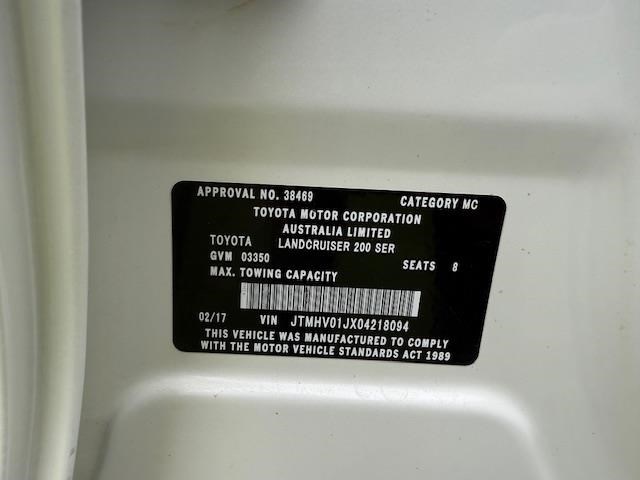 APPROVAL NO. 38469 CATEGORY MC
TOYOTA MOTOR CORPORATION
AUSTRALIA LIMITED
TOYOTA LANDCRUISER 200 SER
GVM 03350 SEATS 8
MAX. TOWING CAPACITY
02/17 VIN JTMHV01JX04218094
THIS VEHICLE WAS MANUFACTURED TO COMPLY
WITH THE MOTOR VEHICLE STANDARDS ACT 1989